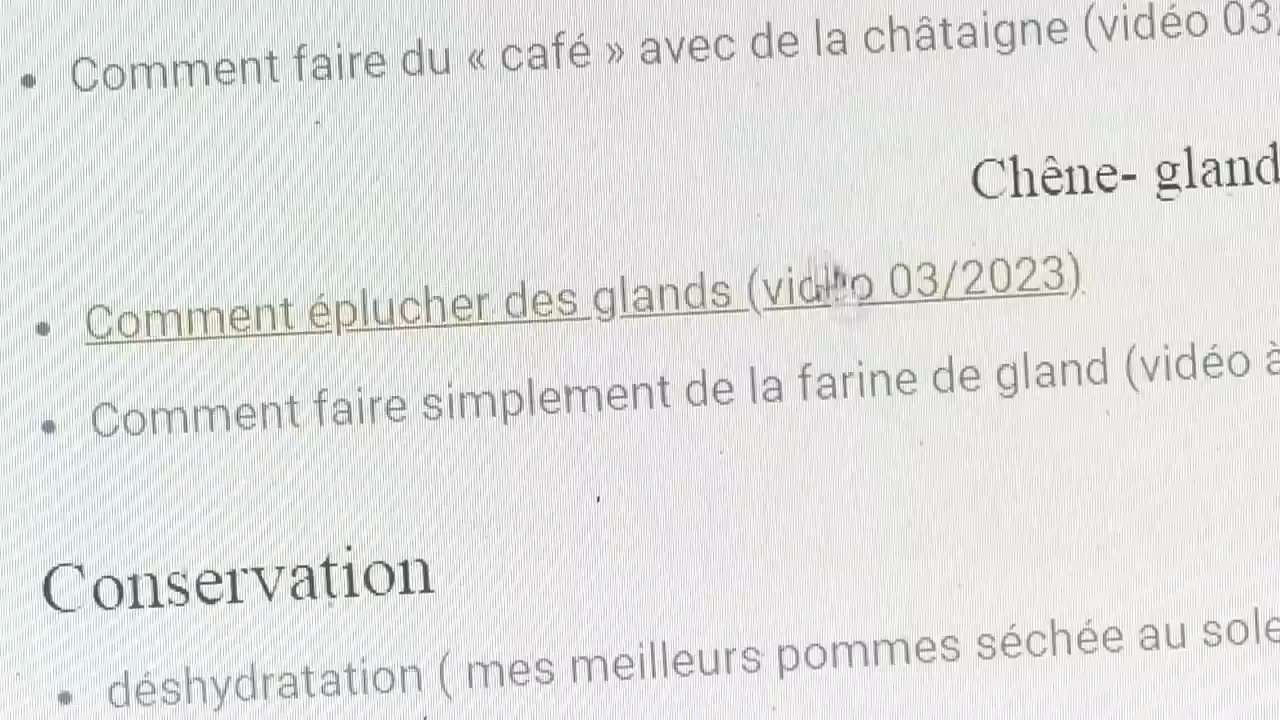 Comment faire du « café » avec de la châtaigne (vidéo 03
Chêne- gland
Comment éplucher des glands (vidéo 03/2023)
Comment faire simplement de la farine de gland (vidéo à
Conservation
déshydratation ( mes meilleurs pommes séchée au sole